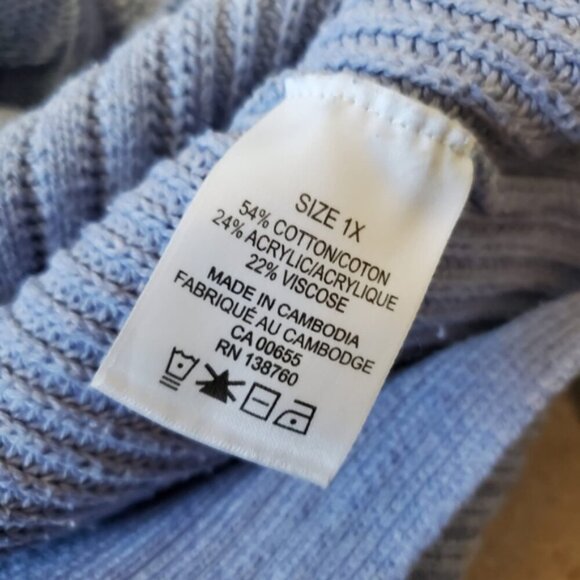 SIZE 1X
54% COTTON/COTON
24% ACRYLIC/ACRYLIQUE
22% VISCOSE
MADE IN CAMBODIA
FABRIQUÉ AU CAMBODGE
CA 00655
RN 138760